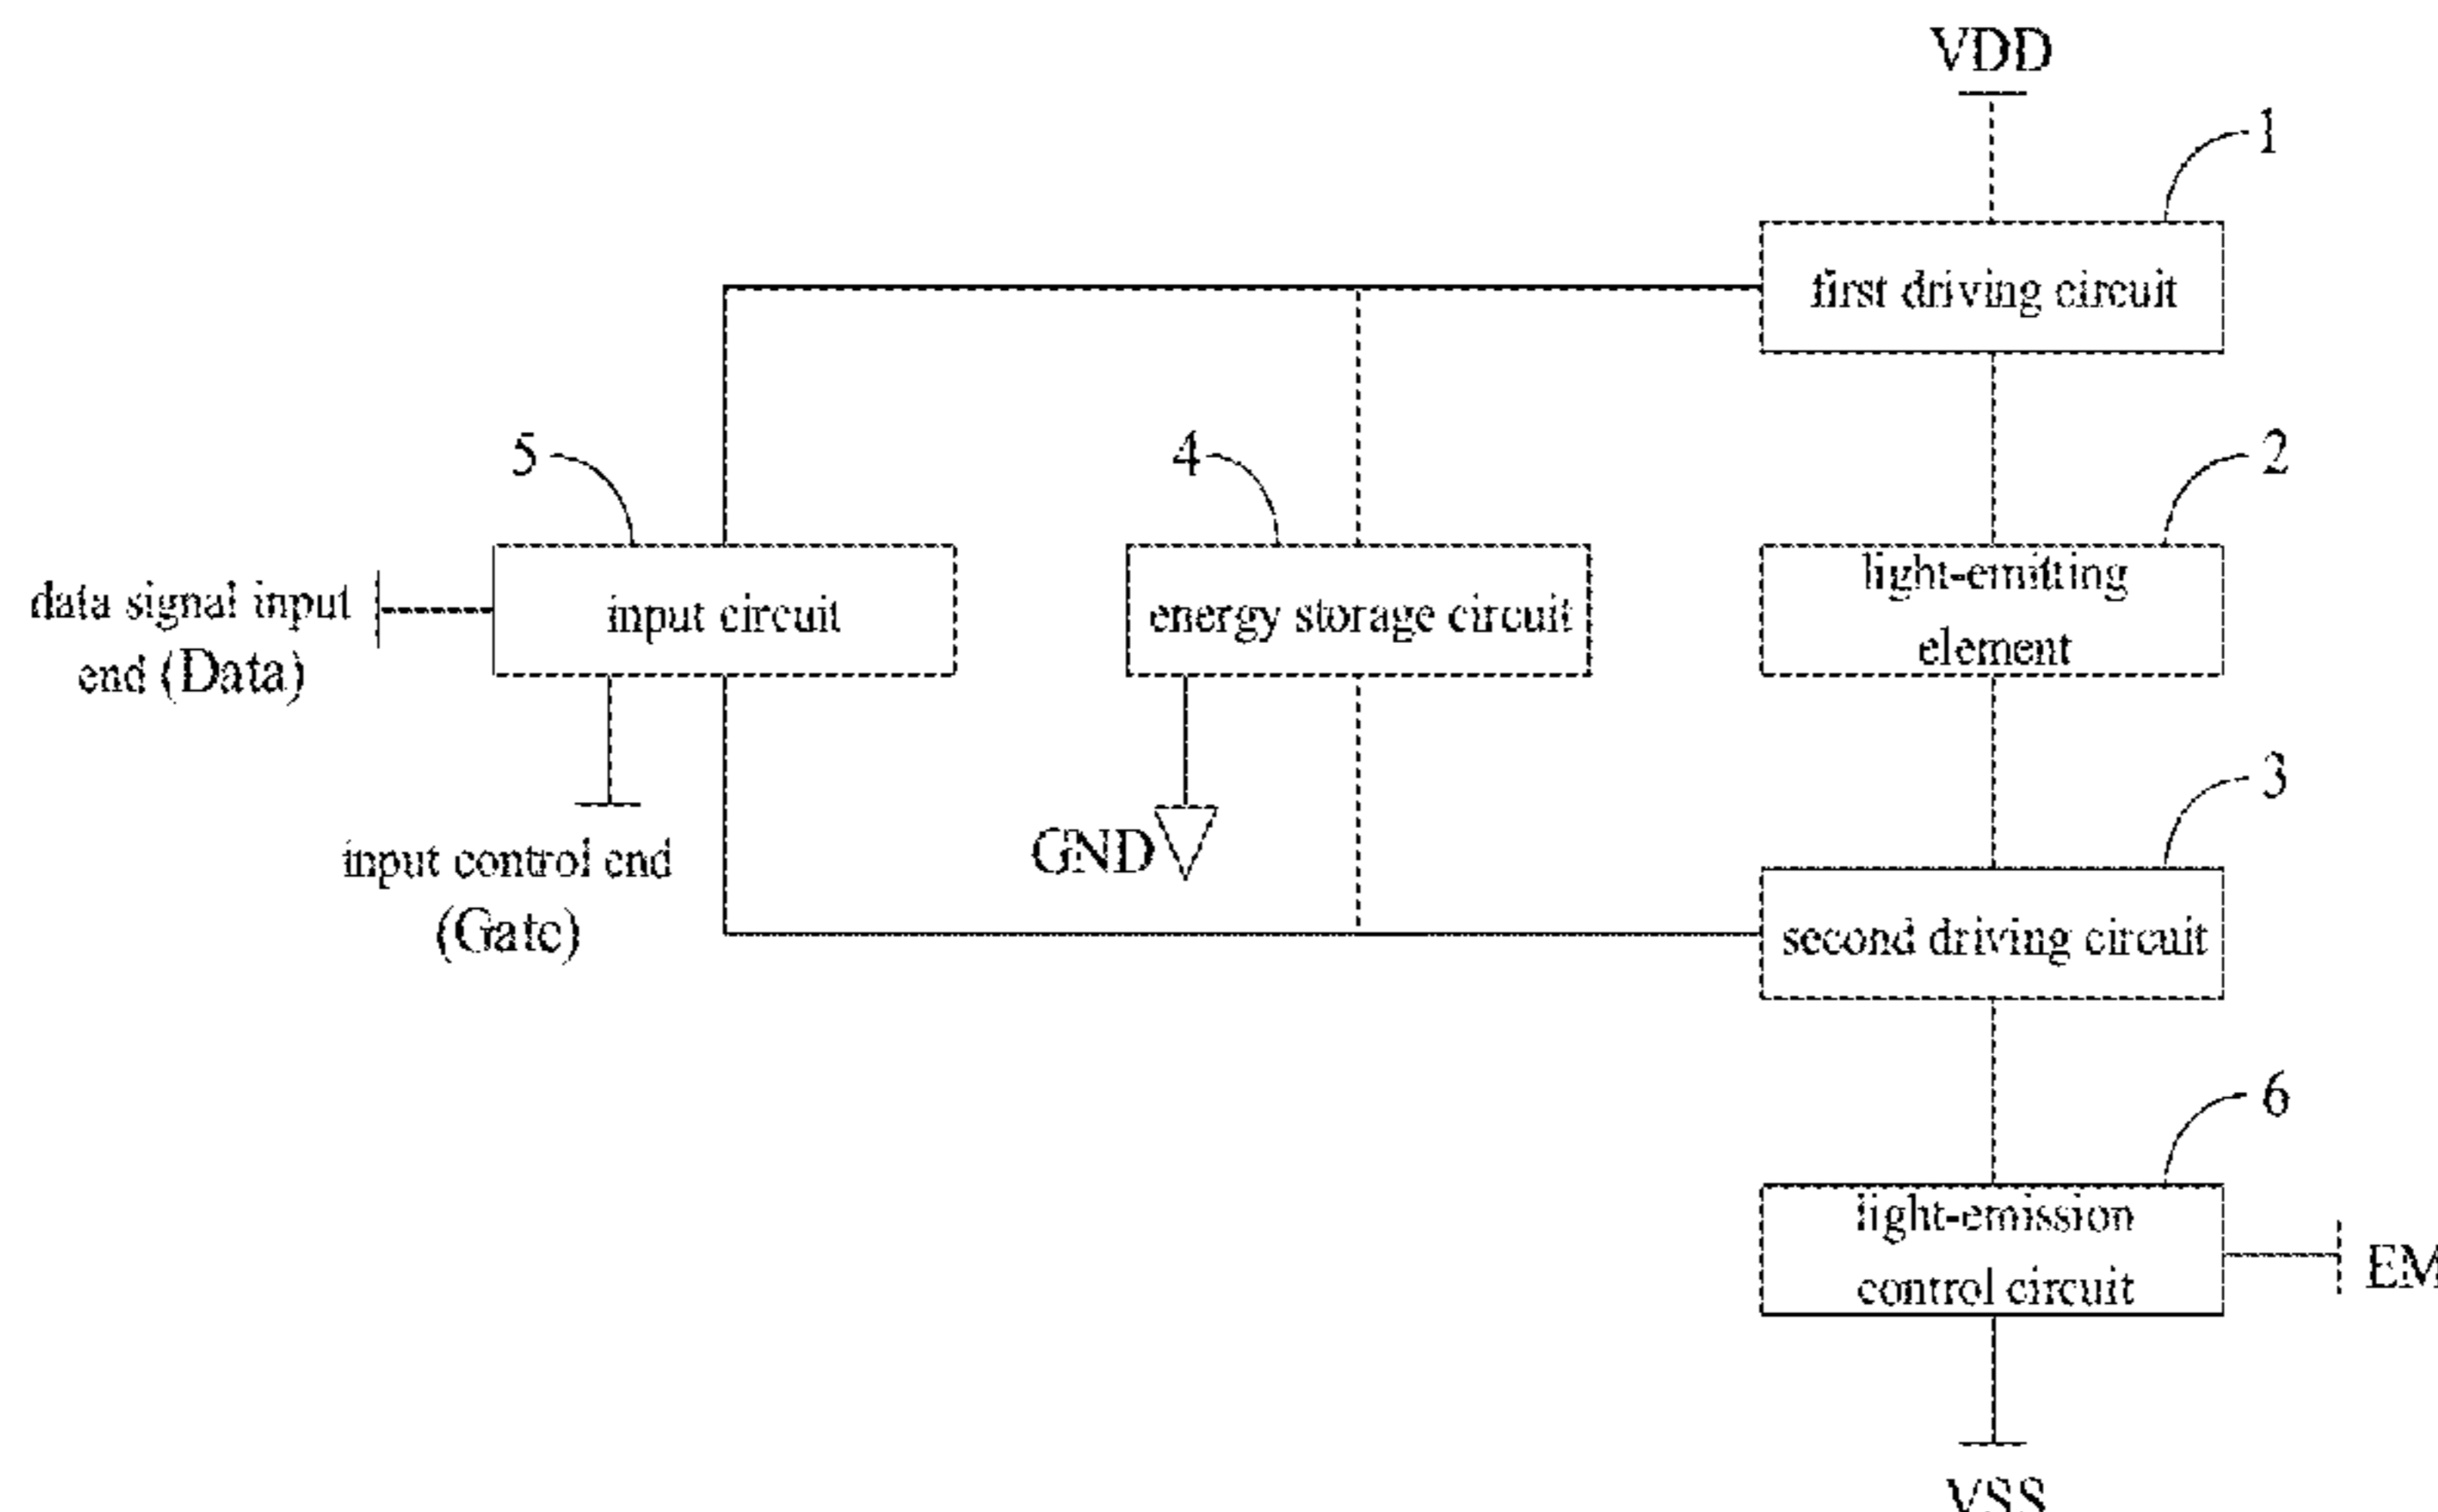 VDD
1
first driving circuit
5
4
2
data signal input
end (Data)
input circuit
energy storage circuit
light-emitting
element
3
input control end
(Gate)
GND
second driving circuit
6
light-emission
control circuit
EM
VSS